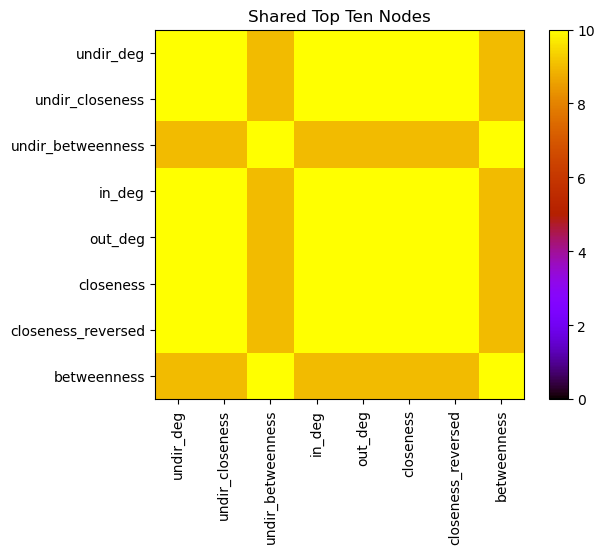 Shared Top Ten Nodes
undir_deg
undir_closeness
undir_betweenness
in_deg
out_deg
closeness
closeness_reversed
betweenness
undir_deg
undir_closeness
undir_betweenness
in_deg
out_deg
closeness
closeness_reversed
betweenness
10
8
6
4
2
0